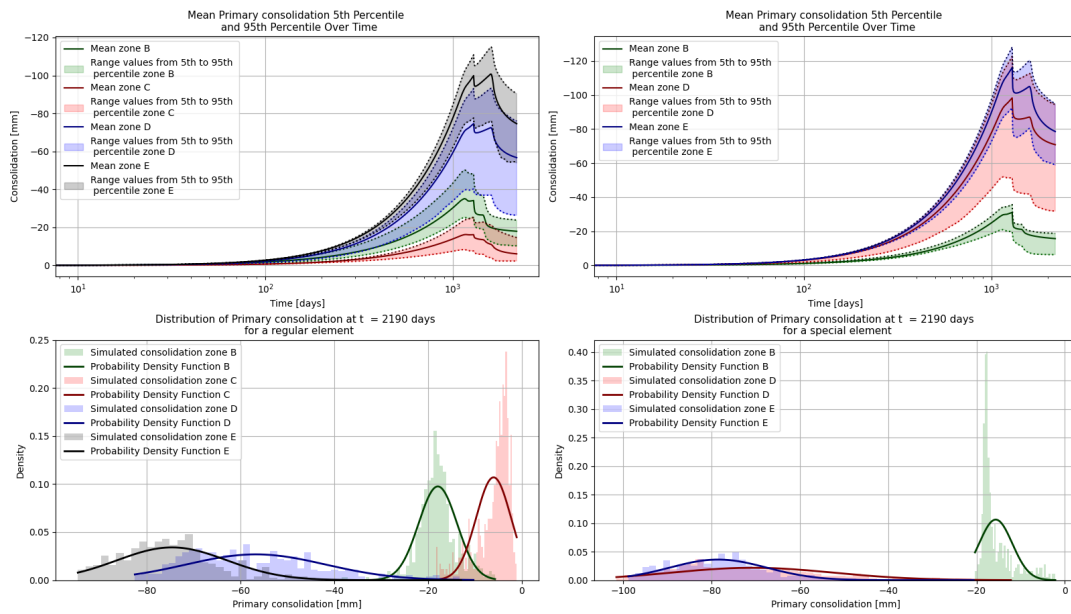 Mean Primary consolidation 5th Percentile
and 95th Percentile Over Time
−120
−100
−80
−60
−40
−20
0
Consolidation [mm]
Mean zone B
Range values from 5th to 95th
percentile zone B
Mean zone C
Range values from 5th to 95th
percentile zone C
Mean zone D
Range values from 5th to 95th
percentile zone D
Mean zone E
Range values from 5th to 95th
percentile zone E
10¹
10²
10³
Time [days]
Mean Primary consolidation 5th Percentile
and 95th Percentile Over Time
−120
−100
−80
−60
−40
−20
0
Consolidation [mm]
Mean zone B
Range values from 5th to 95th
percentile zone B
Mean zone D
Range values from 5th to 95th
percentile zone D
Mean zone E
Range values from 5th to 95th
percentile zone E
10¹
10²
10³
Time [days]
Distribution of Primary consolidation at t = 2190 days
for a regular element
0.25
0.20
0.15
0.10
0.05
0.00
Density
Simulated consolidation zone B
Probability Density Function B
Simulated consolidation zone C
Probability Density Function C
Simulated consolidation zone D
Probability Density Function D
Simulated consolidation zone E
Probability Density Function E
−80
−60
−40
−20
0
Primary consolidation [mm]
Distribution of Primary consolidation at t = 2190 days
for a special element
0.40
0.35
0.30
0.25
0.20
0.15
0.10
0.05
0.00
Density
Simulated consolidation zone B
Probability Density Function B
Simulated consolidation zone D
Probability Density Function D
Simulated consolidation zone E
Probability Density Function E
−100
−80
−60
−40
−20
0
Primary consolidation [mm]